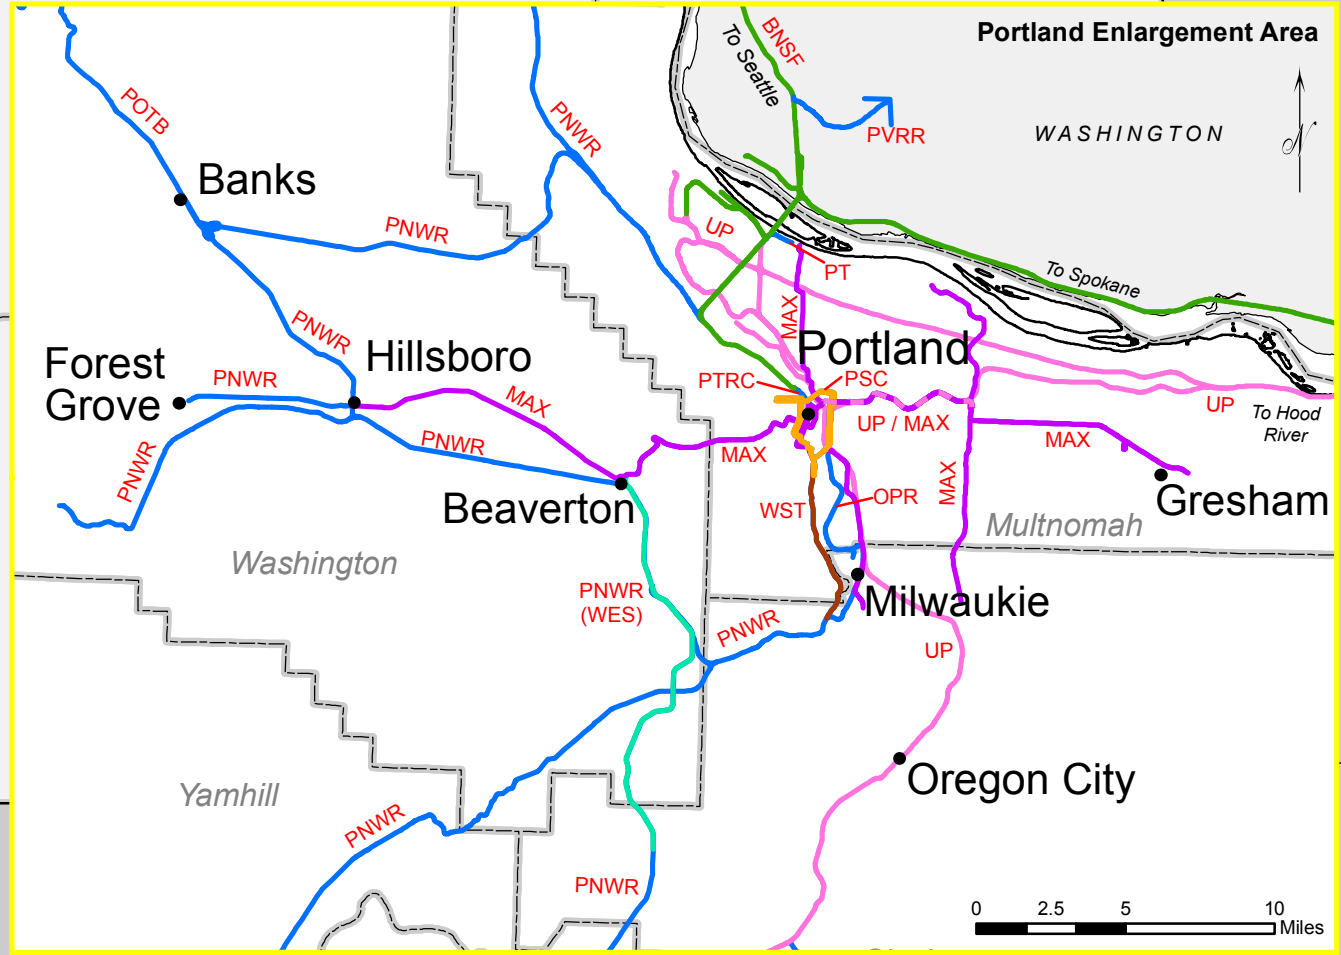 Portland Enlargement Area
BNSF
To Seattle
PVRR
WASHINGTON
N
POTB
PNWR
Banks
PNWR
UP
PT
To Spokane
MAX
PNWR
Hillsboro
Portland
Forest
Grove
PNWR
MAX
PTRC
PSC
UP / MAX
UP
To Hood
River
PNWR
PNWR
MAX
MAX
MAX
Gresham
Beaverton
WST
OPR
Multnomah
Washington
PNWR
(WES)
PNWR
Milwaukie
UP
Yamhill
Oregon City
PNWR
PNWR
0
2.5
5
10
Miles